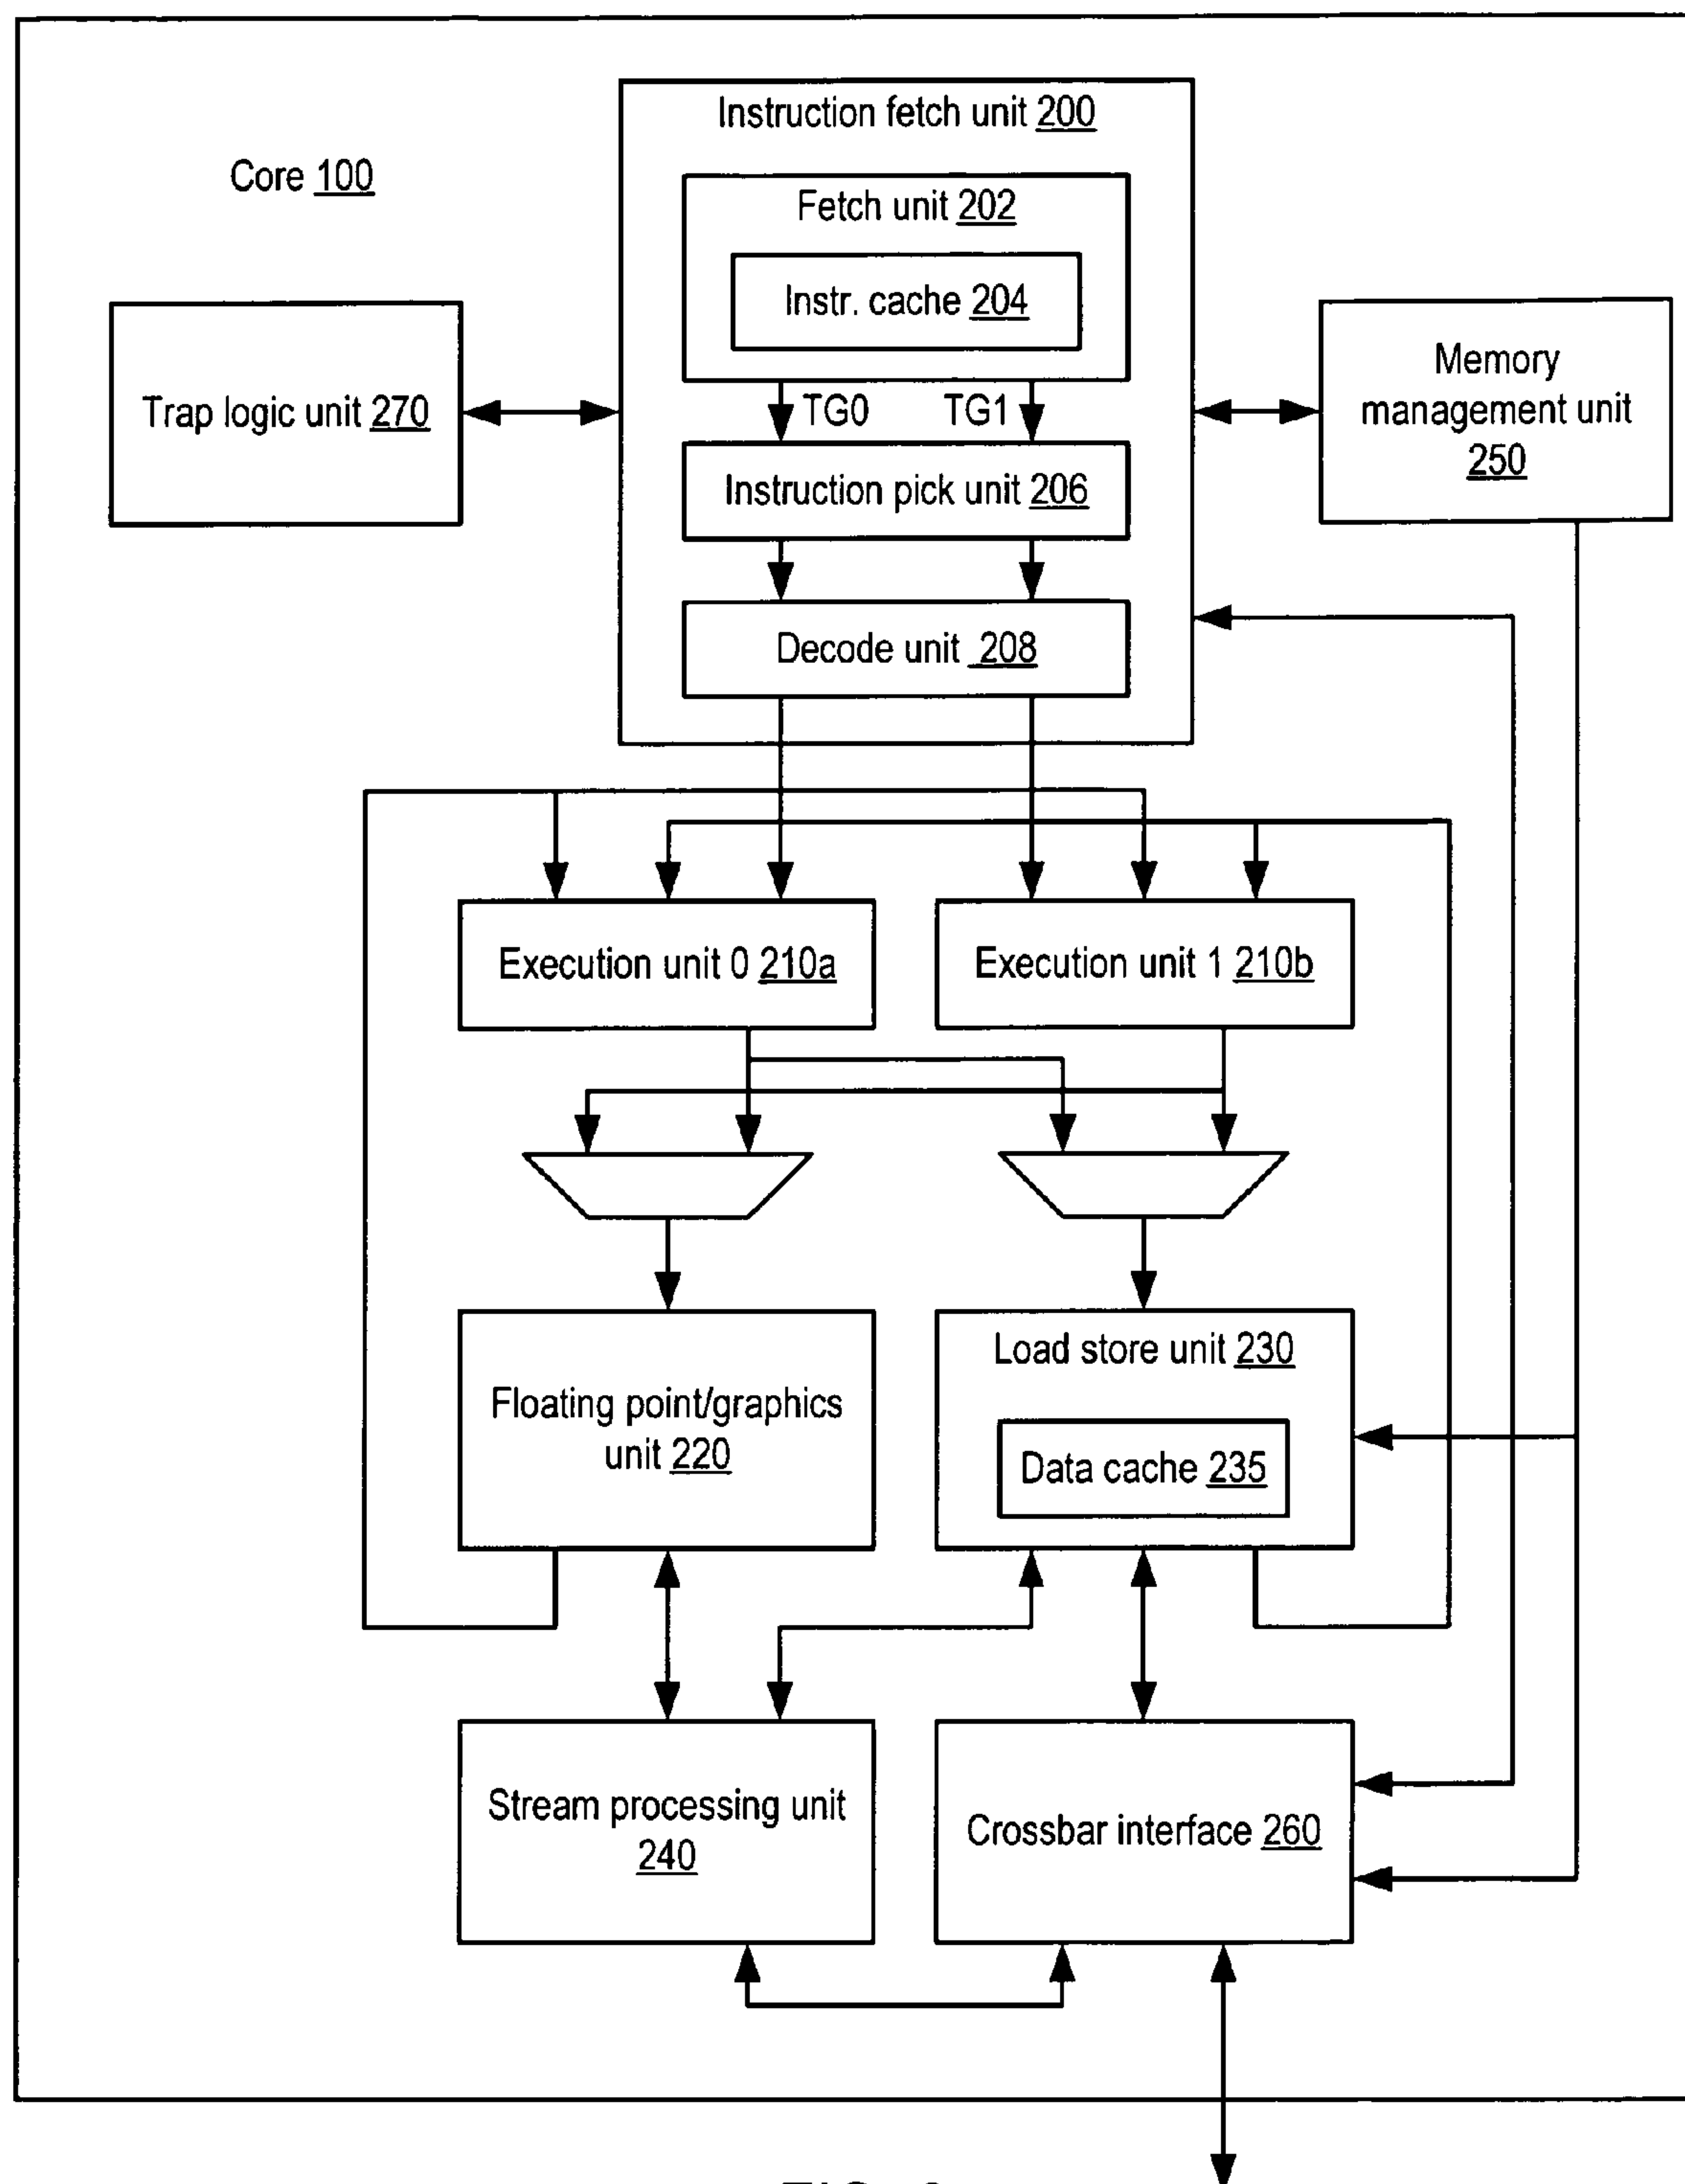 Instruction fetch unit 200
Core 100
Fetch unit 202
Instr. cache 204
Trap logic unit 270
Memory
management unit
250
TG0
TG1
Instruction pick unit 206
Decode unit 208
Execution unit 0 210a
Execution unit 1 210b
Floating point/graphics
unit 220
Load store unit 230
Data cache 235
Stream processing unit
240
Crossbar interface 260